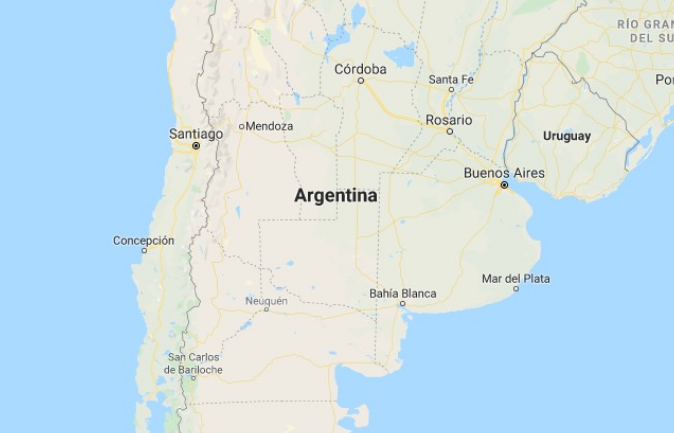 RÍO GRAN
DEL SU
Córdoba
Santa Fe
Por
Rosario
Mendoza
Santiago
Uruguay
Buenos Aires
Argentina
Concepción
Mar del Plata
Bahía Blanca
Neuquén
San Carlos
de Bariloche